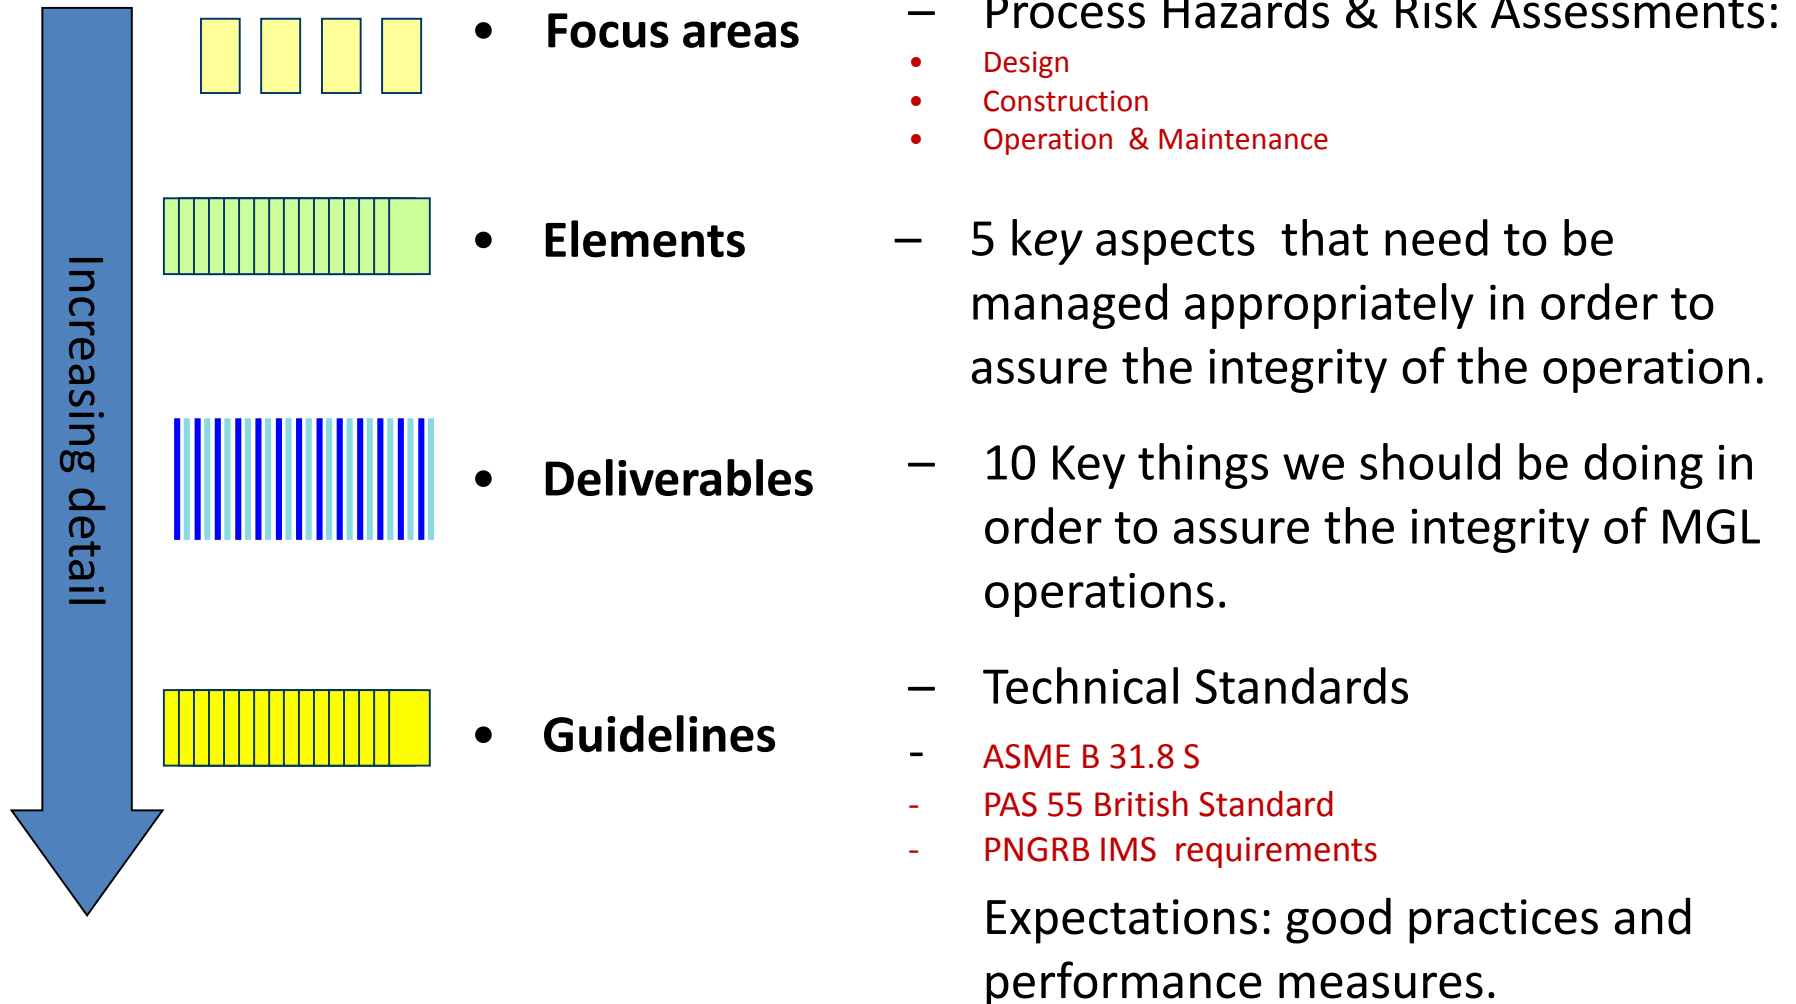 Increasing detail
• Focus areas
– Process Hazards & Risk Assessments:
• Design
• Construction
• Operation & Maintenance
• Elements
– 5 key aspects that need to be
managed appropriately in order to
assure the integrity of the operation.
• Deliverables
– 10 Key things we should be doing in
order to assure the integrity of MGL
operations.
• Guidelines
– Technical Standards
- ASME B 31.8 S
- PAS 55 British Standard
- PNGRB IMS requirements
Expectations: good practices and
performance measures.